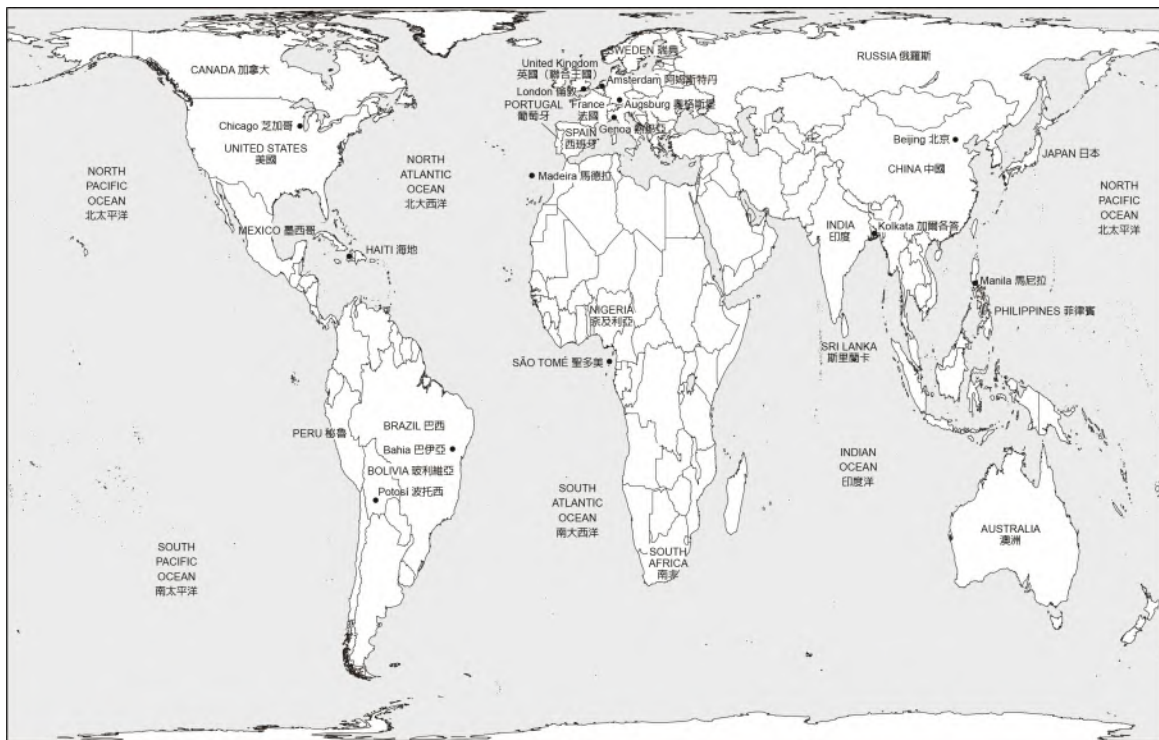 SWEDEN 瑞典
RUSSIA 俄羅斯
CANADA 加拿大
United Kingdom
英國（聯合王國）
Amsterdam 阿姆斯特丹
London 倫敦
PORTUGAL
葡萄牙
France
法國
Augsburg
Chicago 芝加哥
SPAIN
西班牙
Genoa 熱那亞
Beijing 北京
UNITED STATES
美國
JAPAN 日本
CHINA 中國
NORTH
PACIFIC
OCEAN
北太平洋
NORTH
ATLANTIC
OCEAN
北大西洋
Madeira 馬德拉
NORTH
PACIFIC
OCEAN
北太平洋
MEXICO 墨西哥
HAITI 海地
INDIA
印度
Kolkata 加爾各答
Manila 馬尼拉
PHILIPPINES 菲律賓
NIGERIA
奈及利亞
SRI LANKA
斯里蘭卡
SÃO TOMÉ 聖多美
BRAZIL 巴西
PERU 秘魯
Bahia 巴伊亞
BOLIVIA 玻利維亞
Potosí 波托西
INDIAN
OCEAN
印度洋
SOUTH
ATLANTIC
OCEAN
南大西洋
AUSTRALIA
澳洲
SOUTH
PACIFIC
OCEAN
南太平洋
SOUTH
AFRICA
南非